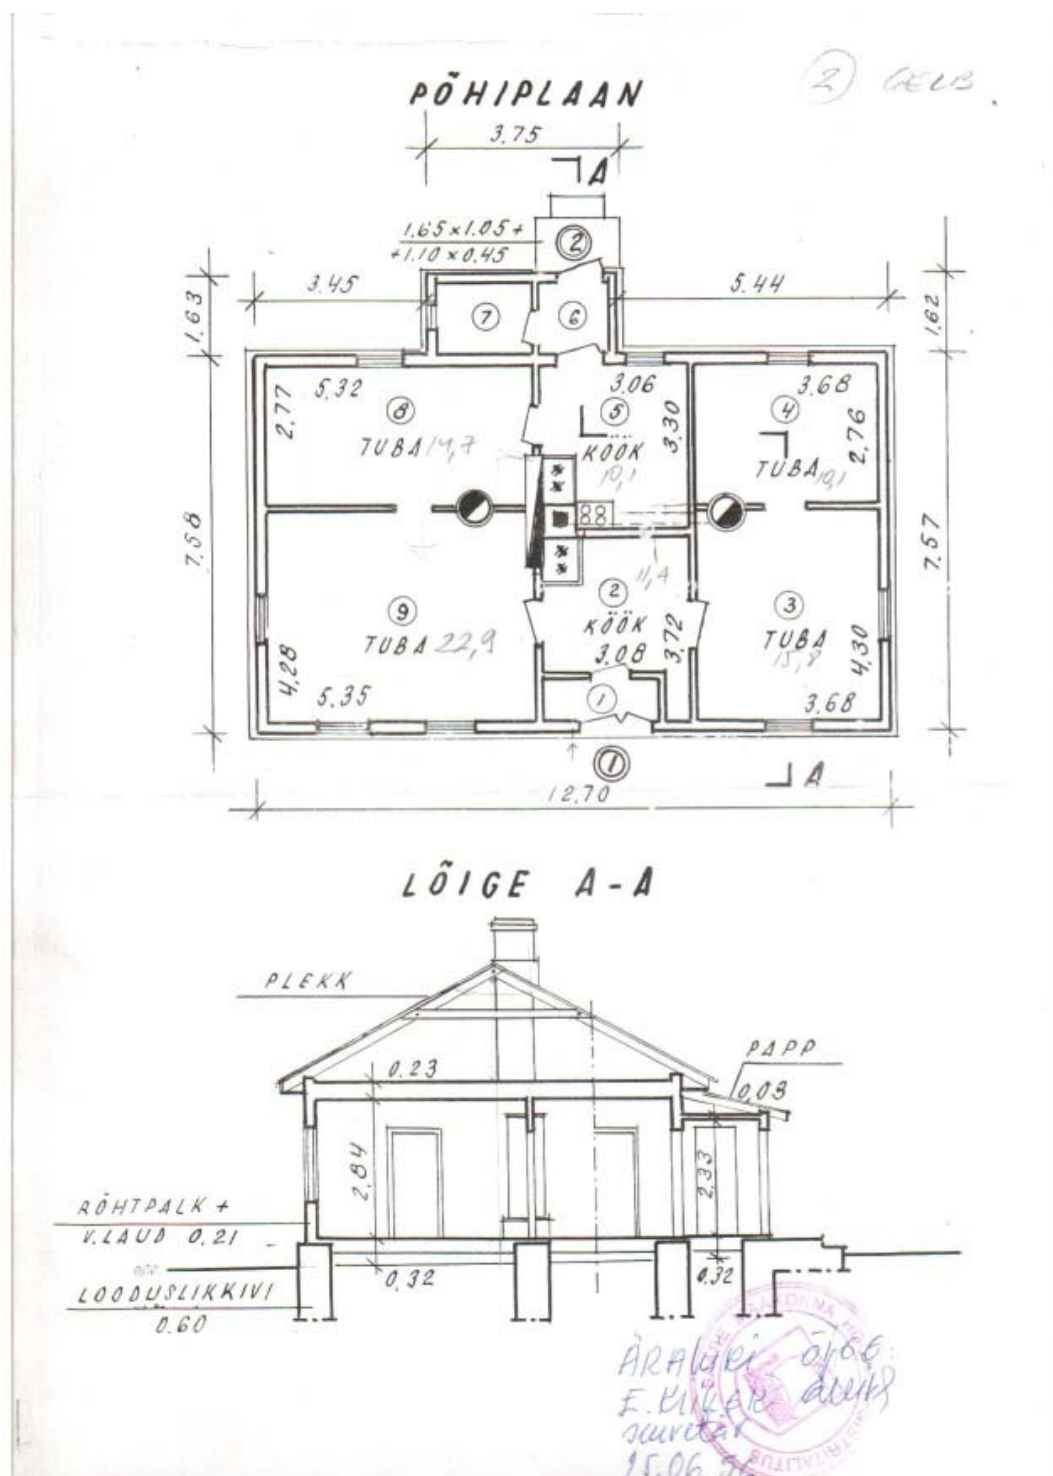 2
PÕHIPLAAN
3.75
A
1.65×1.05+
+1.10×0.45
2
3.45
5.44
1.63
1.62
7
6
5.32
3.06
3.68
2,77
8
5
4
3,30
2,76
TUBA 14,7
KÖÖK
10,1
TUBA 10,1
7.58
7.57
11,4
9
2
3
TUBA 22,9
KÖÖK
TUBA
15,8
3.08
3,72
4,28
4,30
5.35
1
3.68
1
A
12.70
LÕIGE A-A
PLEKK
PAPP
0.23
0,03
2,84
2,33
RÕHTPALK +
V.LAUD 0,21
0,32
0,32
LOODUSLIKKIVI
0.60
ÄRAkiri õige
E.
15.06